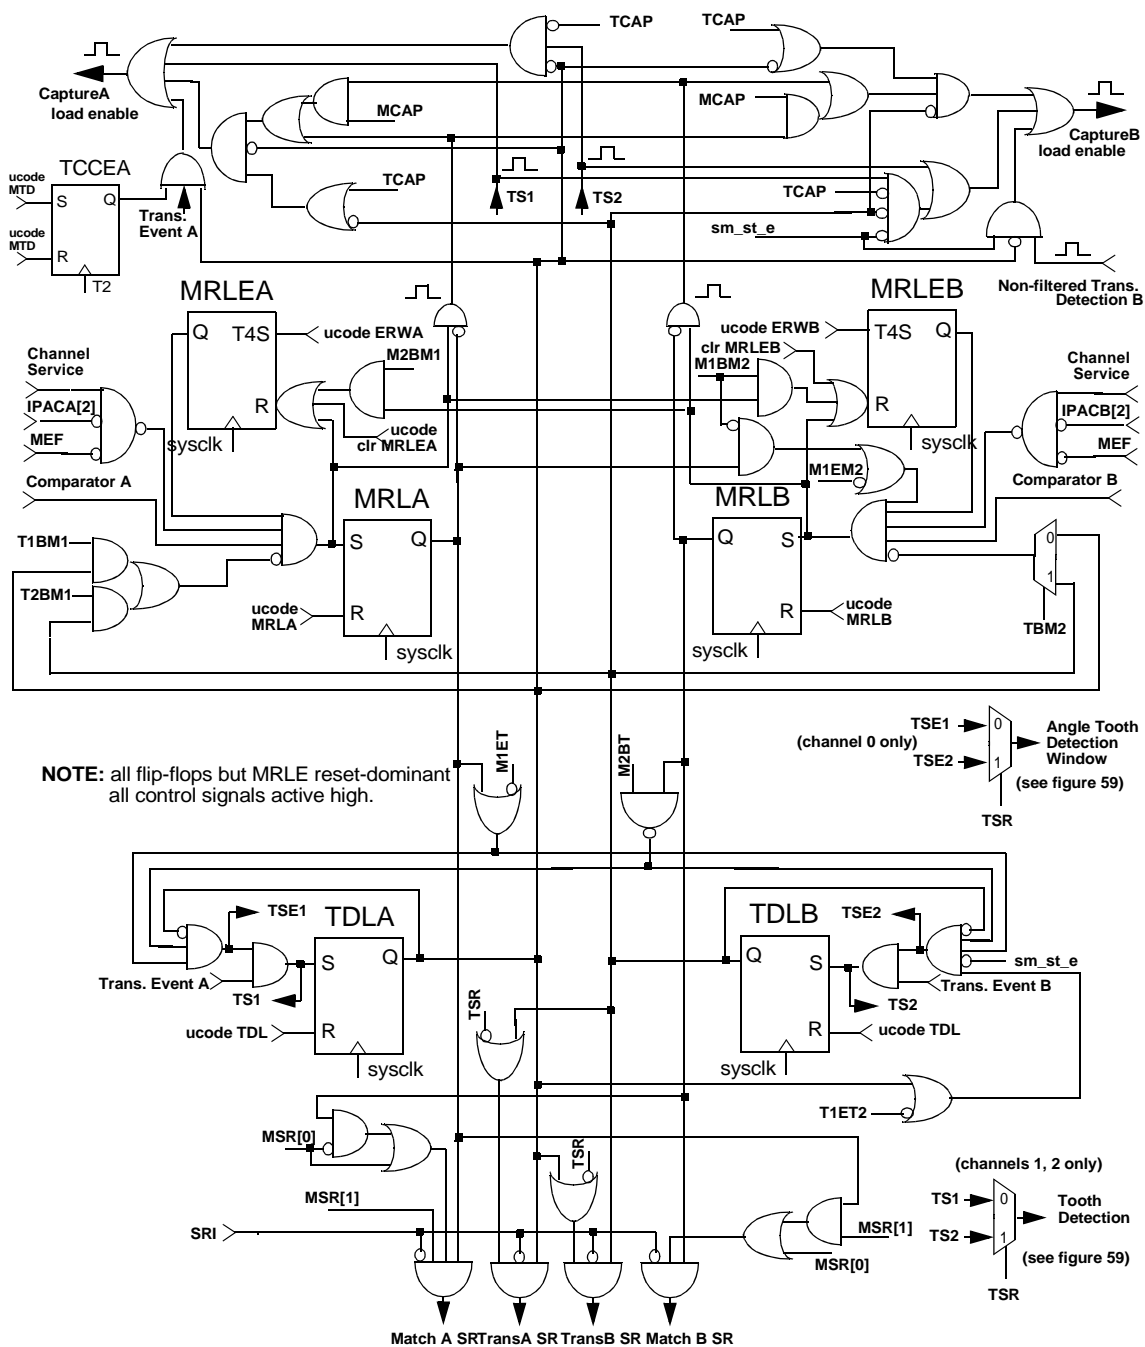 TCAP
TCAP
CaptureA
load enable
MCAP
MCAP
CaptureB
load enable
TCCEA
ucode
MTD
S
Q
ucode
MTD
R
T2
Trans.
Event A
TCAP
TS1
TS2
TCAP
sm_st_e
Non-filtered Trans.
Detection B
MRLEA
MRLEB
Q
T4S
ucode ERWA
R
sysclk
M2BM1
ucode
clr MRLEA
ucode ERWB
clr MRLEB
M1BM2
T4S
Q
R
sysclk
Channel
Service
IPACA[2]
MEF
Comparator A
Channel
Service
IPACB[2]
MEF
Comparator B
M1EM2
MRLA
MRLB
T1BM1
T2BM1
S
Q
R
ucode
MRLA
sysclk
Q
S
R
ucode
MRLB
sysclk
0
1
TBM2
M1ET
M2BT
NOTE: all flip-flops but MRLE reset-dominant
all control signals active high.
TSE1
(channel 0 only)
TSE2
0
1
Angle Tooth
Detection
Window
(see figure 59)
TSR
TSE1
TDLA
TDLB
TSE2
S
Q
Q
S
sm_st_e
Trans. Event A
TS1
Trans. Event B
TS2
ucode TDL
R
sysclk
TSR
R
ucode TDL
sysclk
T1ET2
MSR[0]
MSR[1]
SRI
TSR
MSR[1]
MSR[0]
(channels 1, 2 only)
TS1
TS2
0
1
Tooth
Detection
(see figure 59)
TSR
Match A SR TransA SR TransB SR Match B SR